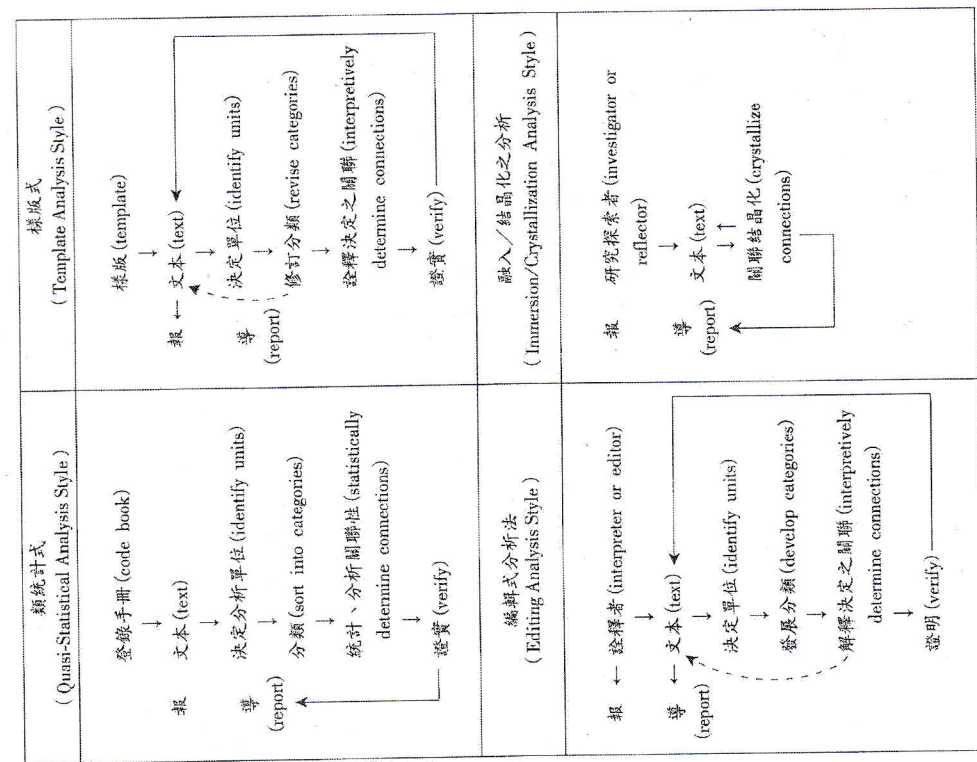 類統計式
(Quasi-Statistical Analysis Style)
登錄手冊(code book)
↓
報 文本(text)
↓
導 決定分析單位(identify units)
(report) ↓
分類(sort into categories)
↓
統計、分析關聯性(statistically
determine connections)
↓
證實(verify)
樣版式
(Template Analysis Style)
樣版(template)
↓
報 ← 文本(text)
↓
導 決定單位(identify units)
(report) ↓
修訂分類(revise categories)
↓
詮釋決定之關聯(interpretively
determine connections)
↓
證實(verify)
編輯式分析法
(Editing Analysis Style)
報 ← 詮釋者(interpreter or editor)
↓
導 ← 文本(text)
(report) ↓
決定單位(identify units)
↓
發展分類(develop categories)
↓
解釋決定之關聯(interpretively
determine connections)
↓
證明(verify)
融入/結晶化之分析
(Immersion/Crystallization Analysis Style)
報 研究探索者(investigator or
reflector)
↓
導 文本(text)
(report) ↓↑
關聯結晶化(crystallize
connections)